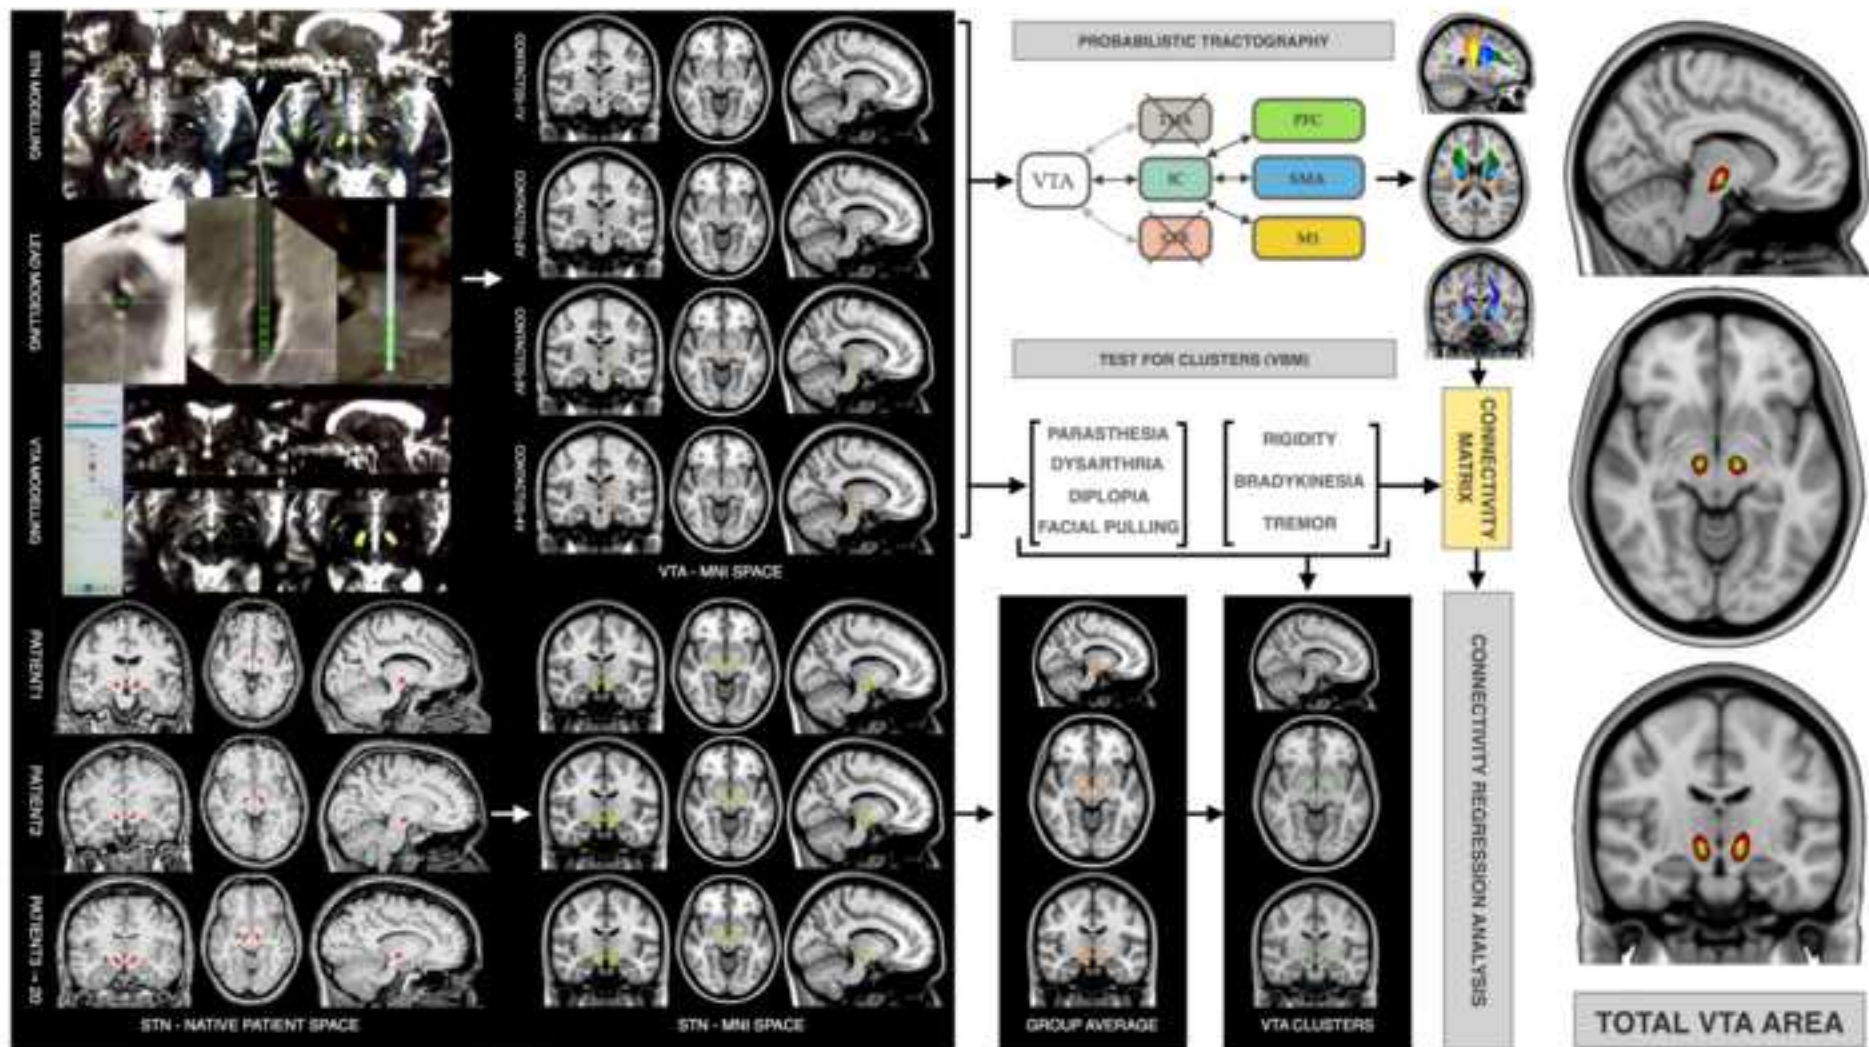 STN MODELLING
LEAD MODELLING
VTA MODELLING
PATIENT1
PATIENT2
PATIENT3 – 20
STN - NATIVE PATIENT SPACE
VTA - MNI SPACE
STN - MNI SPACE
PROBABILISTIC TRACTOGRAPHY
VTA
IC
PFC
SMA
M1
TEST FOR CLUSTERS (VBM)
PARASTHESIA
DYSARTHRIA
DIPLOPIA
FACIAL PULLING
RIGIDITY
BRADYKINESIA
TREMOR
CONNECTIVITY
MATRIX
CONNECTIVITY REGRESSION ANALYSIS
GROUP AVERAGE
VTA CLUSTERS
TOTAL VTA AREA